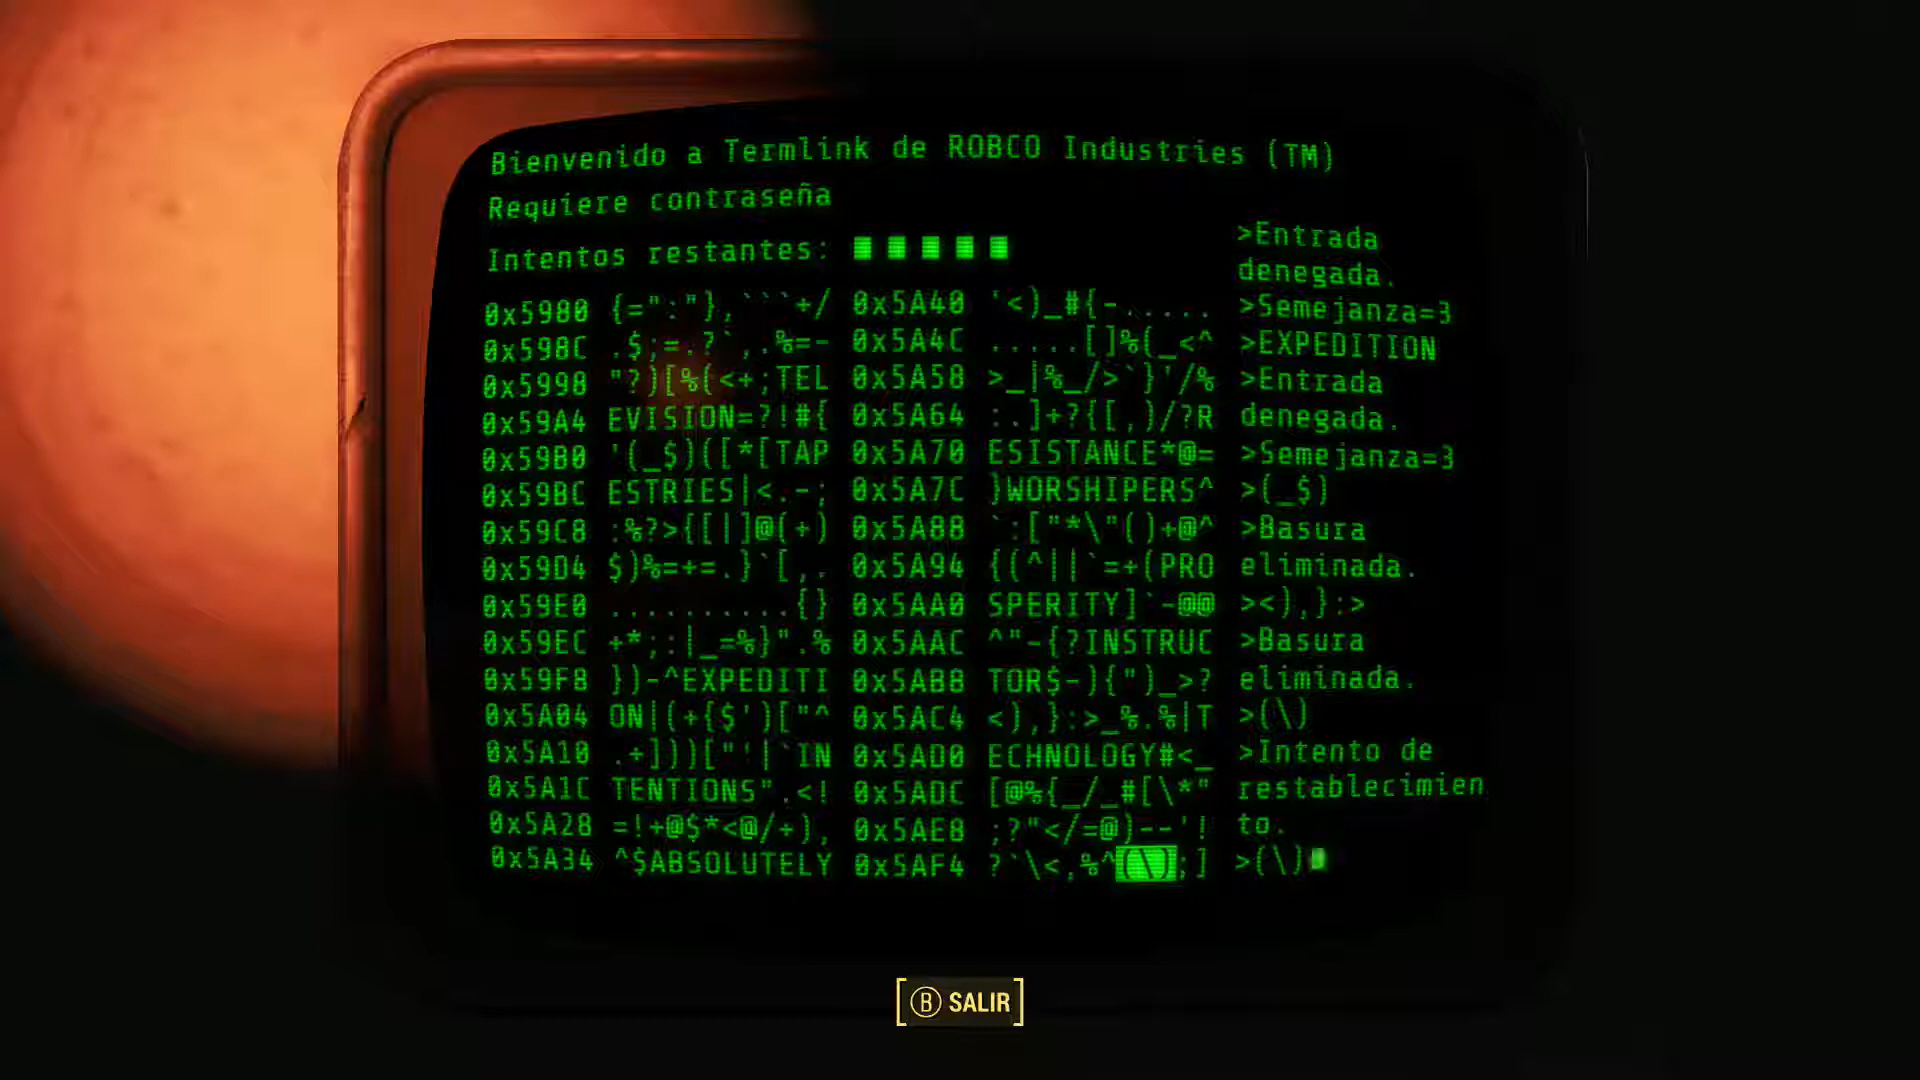 Bienvenido a Termlink de ROBCO Industries (TM)
Requiere contraseña
Intentos restantes:
0x5980 {=":"},```+/
0x598C .$;=.?`,.%=-
0x5998 "?)[%(<+;TEL
0x59A4 EVISION=?!#{
0x59B0 '(_$)([*[TAP
0x59BC ESTRIES|<.-;
0x59C8 :%?>{[|]@(+)
0x59D4 $)%=+=.}`[,.
0x59E0 ..........{}
0x59EC +*;:|_=%}".%
0x59F8 })-^EXPEDITI
0x5A04 ON|(+{$')["^
0x5A10 .+]))["'|`IN
0x5A1C TENTIONS".<!
0x5A28 =!+@$*<@/+),
0x5A34 ^$ABSOLUTELY
0x5A40 '<)_#{-.....
0x5A4C .....[]%(_<^
0x5A58 >_|%_/>`}'/%
0x5A64 :.]+?{[,)/?R
0x5A70 ESISTANCE*@=
0x5A7C }WORSHIPERS^
0x5A88 `:["*\"()+@^
0x5A94 {(^||`=+(PRO
0x5AA0 SPERITY]`-@@
0x5AAC ^"-{?INSTRUC
0x5AB8 TOR$-){")_>?
0x5AC4 <),}:>_%.%|T
0x5AD0 ECHNOLOGY#<_
0x5ADC [@%{_/_#[\*"
0x5AE8 ;?"</=@)--'!
0x5AF4 ?`\<,%^(\);]
>Entrada
denegada.
>Semejanza=3
>EXPEDITION
>Entrada
denegada.
>Semejanza=3
>(_$)
>Basura
eliminada.
><),}:>
>Basura
eliminada.
>(\)
>Intento de
restablecimien
to.
>(\)
B SALIR